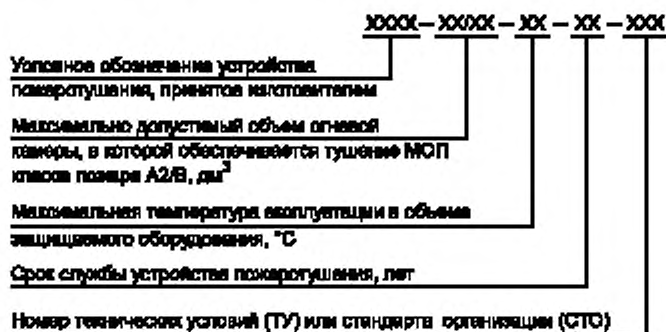 XXXX – XX/XX – XX – XX – XXX
Условное обозначение устройства
пожаротушения, принятое изготовителем
Максимально допустимый объем огневой
камеры, в которой обеспечивается тушение МОП
класса пожара А2/В, дм³
Максимальная температура эксплуатации в объеме
защищаемого оборудования, °С
Срок службы устройства пожаротушения, лет
Номер технических условий (ТУ) или стандарта организации (СТО)